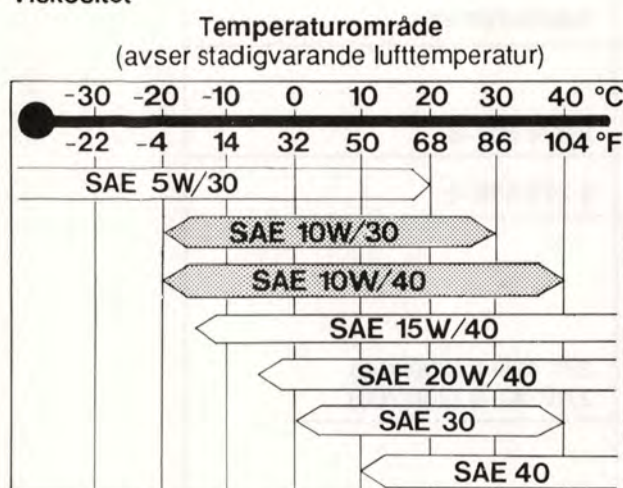 Viskositet
Temperaturområde
(avser stadigvarande lufttemperatur)
-30 -20 -10 0 10 20 30 40 °C
-22 -4 14 32 50 68 86 104 °F
SAE 5W/30
SAE 10W/30
SAE 10W/40
SAE 15W/40
SAE 20W/40
SAE 30
SAE 40